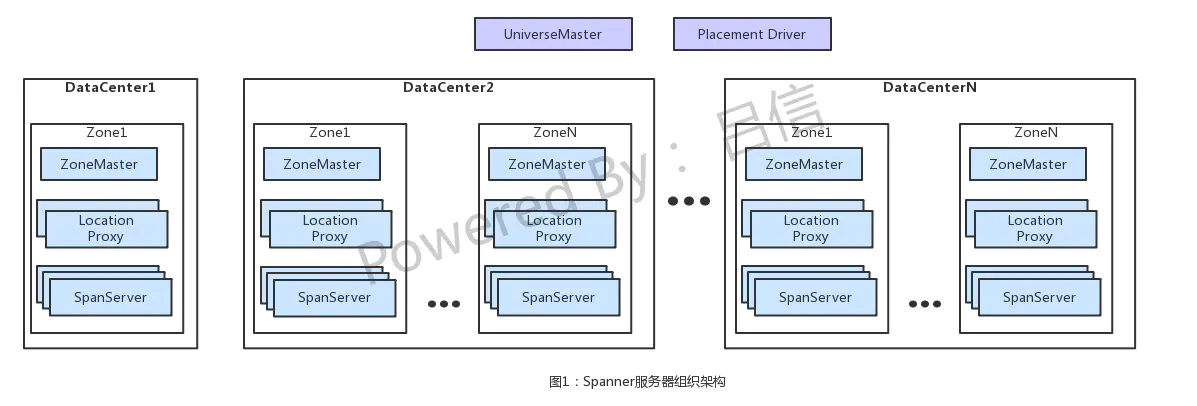 UniverseMaster
Placement Driver
DataCenter1
Zone1
ZoneMaster
Location
Proxy
SpanServer
DataCenter2
Zone1
ZoneMaster
Location
Proxy
SpanServer
ZoneN
ZoneMaster
Location
Proxy
SpanServer
DataCenterN
Zone1
ZoneMaster
Location
Proxy
SpanServer
ZoneN
ZoneMaster
Location
Proxy
SpanServer
Powered By：吕信
图1：Spanner服务器组织架构